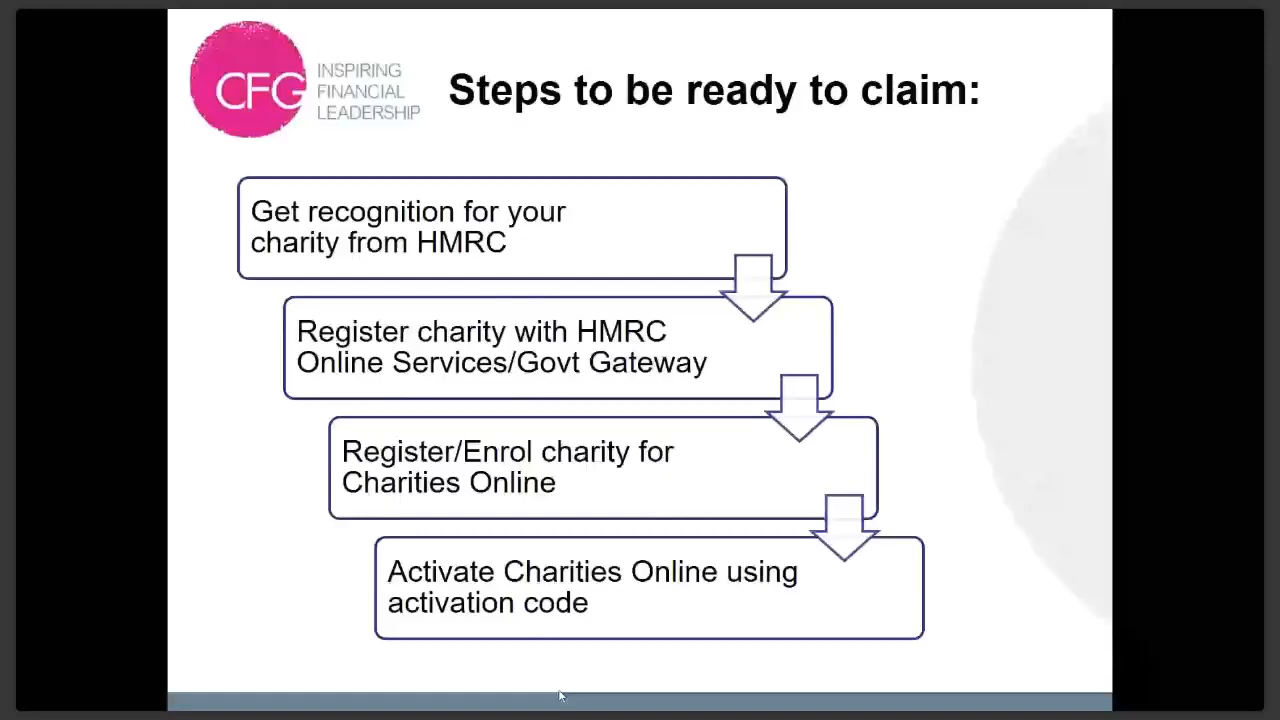 CFG
INSPIRING
FINANCIAL
LEADERSHIP
Steps to be ready to claim:
Get recognition for your
charity from HMRC
Register charity with HMRC
Online Services/Govt Gateway
Register/Enrol charity for
Charities Online
Activate Charities Online using
activation code